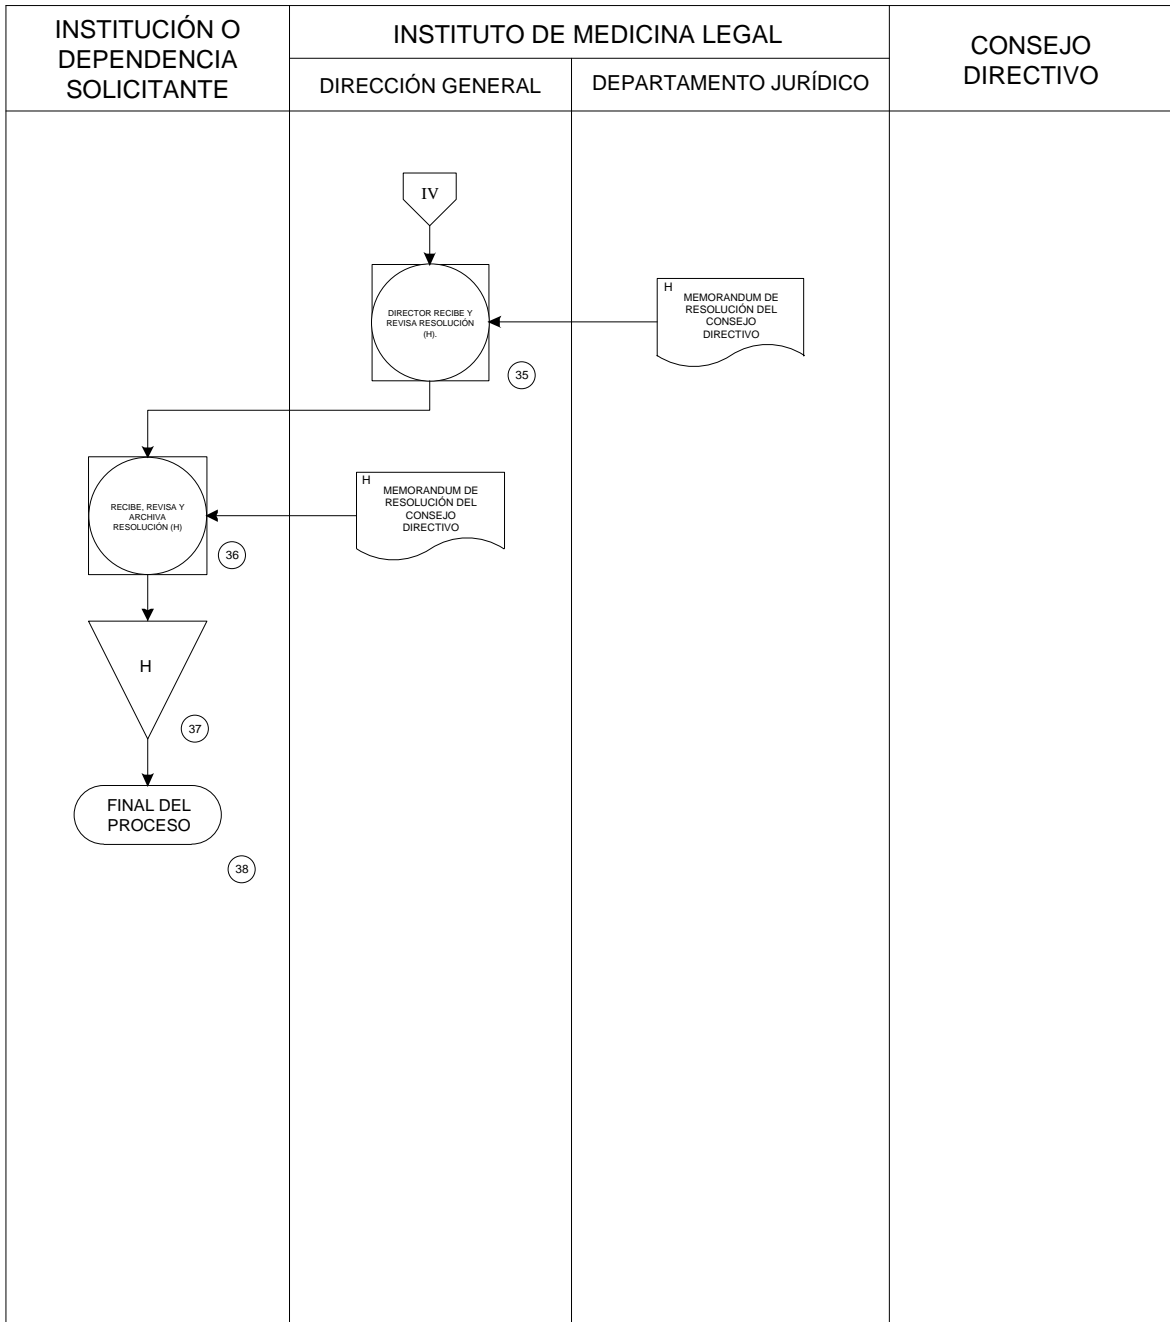 INSTITUCIÓN O
DEPENDENCIA
SOLICITANTE
INSTITUTO DE MEDICINA LEGAL
DIRECCIÓN GENERAL
DEPARTAMENTO JURÍDICO
CONSEJO
DIRECTIVO
IV
DIRECTOR RECIBE Y
REVISA RESOLUCIÓN
(H).
35
H
MEMORANDUM DE
RESOLUCIÓN DEL
CONSEJO
DIRECTIVO
RECIBE, REVISA Y
ARCHIVA
RESOLUCIÓN (H)
36
H
MEMORANDUM DE
RESOLUCIÓN DEL
CONSEJO
DIRECTIVO
H
37
FINAL DEL
PROCESO
38